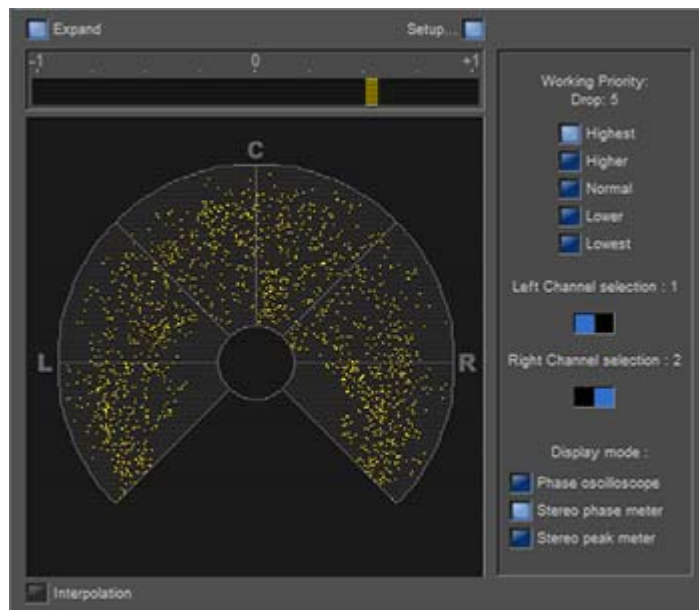 Expand
Setup...
-1 0 +1
C
L
R
Interpolation
Working Priority:
Drop: 5
Highest
Higher
Normal
Lower
Lowest
Left Channel selection : 1
Right Channel selection : 2
Display mode :
Phase oscilloscope
Stereo phase meter
Stereo peak meter